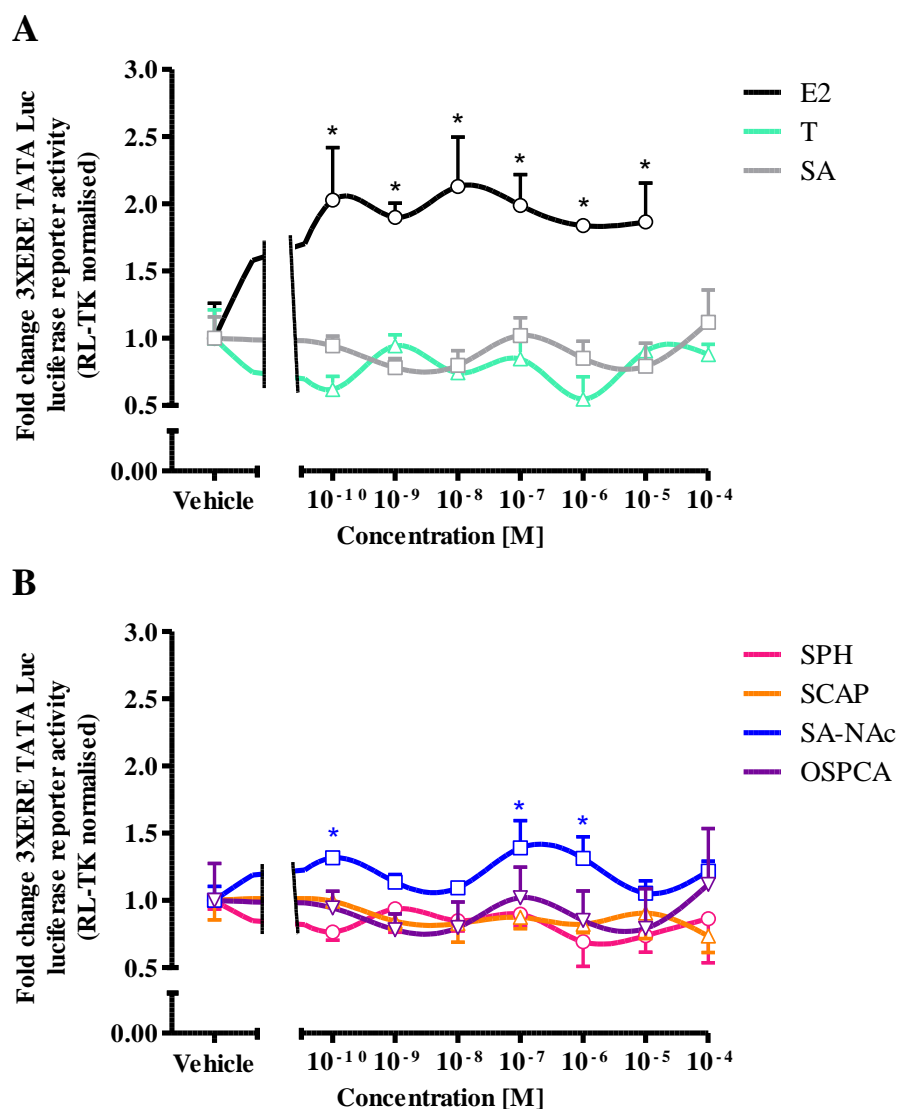 A
Fold change 3XERE TATA Luc
luciferase reporter activity
(RL-TK normalised)
3.0
2.5
2.0
1.5
1.0
0.5
0.00
* * * * * *
E2
T
SA
Vehicle 10⁻¹⁰ 10⁻⁹ 10⁻⁸ 10⁻⁷ 10⁻⁶ 10⁻⁵ 10⁻⁴
Concentration [M]
B
Fold change 3XERE TATA Luc
luciferase reporter activity
(RL-TK normalised)
3.0
2.5
2.0
1.5
1.0
0.5
0.00
* * *
SPH
SCAP
SA-NAc
OSPCA
Vehicle 10⁻¹⁰ 10⁻⁹ 10⁻⁸ 10⁻⁷ 10⁻⁶ 10⁻⁵ 10⁻⁴
Concentration [M]